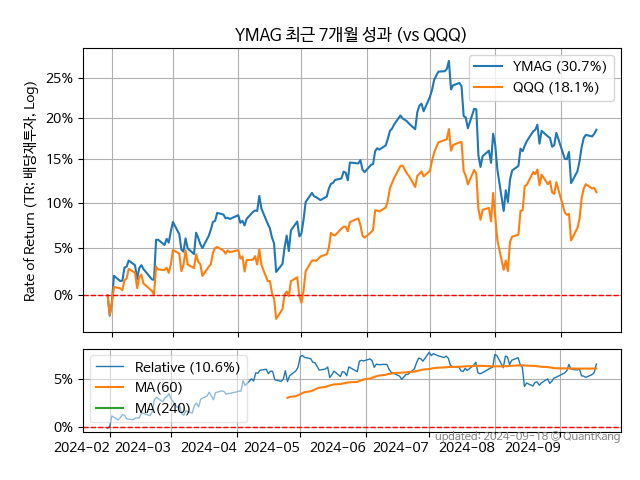 YMAG 최근 7개월 성과 (vs QQQ)
Rate of Return (TR: 배당재투자, Log)
25%
20%
15%
10%
5%
0%
YMAG (30.7%)
QQQ (18.1%)
5%
0%
Relative (10.6%)
MA(60)
MA(240)
2024-02 2024-03 2024-04 2024-05 2024-06 2024-07 2024-08 2024-09
updated: 2024-09-18 © QuantKang